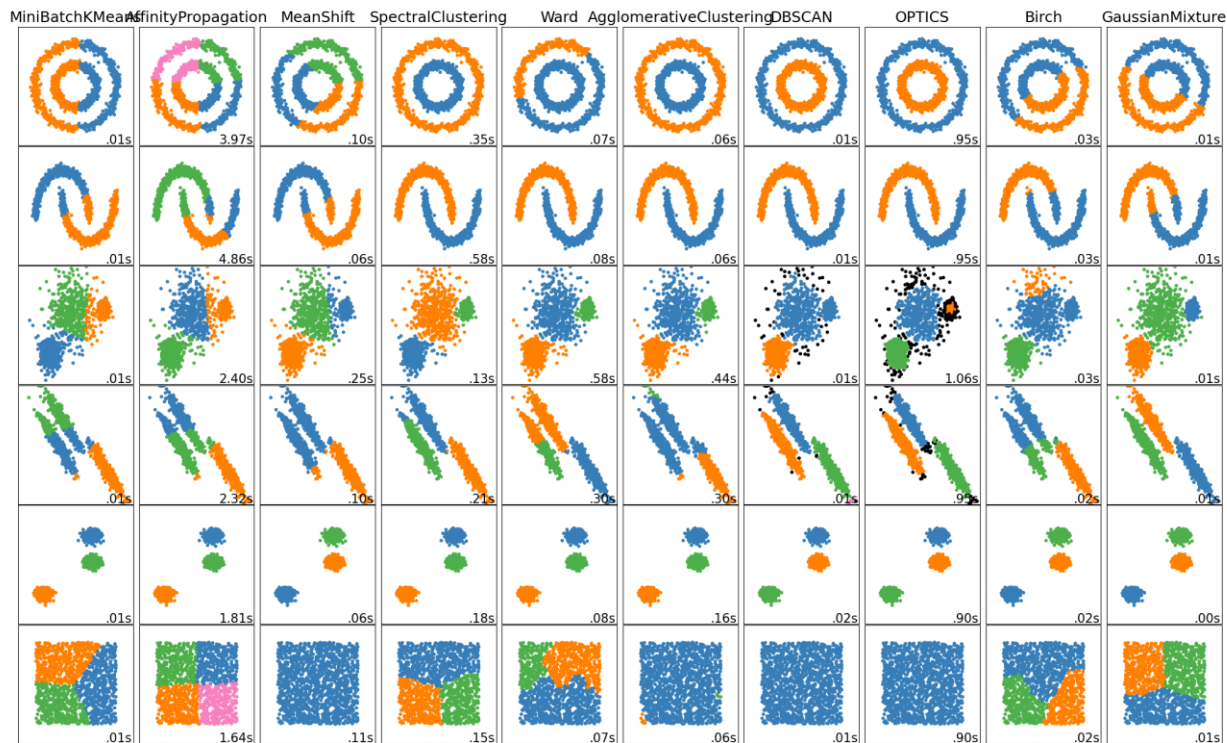 MiniBatchKMeans AffinityPropagation MeanShift SpectralClustering Ward AgglomerativeClustering DBSCAN OPTICS Birch GaussianMixture
.01s 3.97s .10s .35s .07s .06s .01s .95s .03s .01s
.01s 4.86s .06s .58s .08s .06s .01s .95s .03s .01s
.01s 2.40s .25s .13s .58s .44s .01s 1.06s .03s .01s
.01s 2.32s .10s .21s .30s .30s .01s .95s .02s .01s
.01s 1.81s .06s .18s .08s .16s .02s .90s .02s .00s
.01s 1.64s .11s .15s .07s .06s .01s .90s .02s .01s